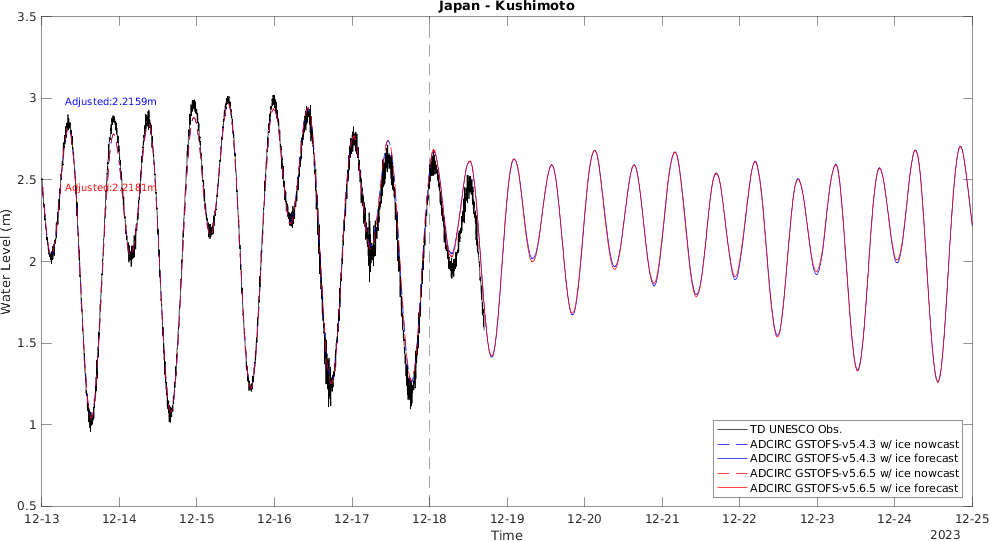 Japan - Kushimoto
3.5
3
2.5
2
1.5
1
0.5
Water Level (m)
Adjusted:2.2159m
Adjusted:2.2181m
TD UNESCO Obs.
ADCIRC GSTOFS-v5.4.3 w/ ice nowcast
ADCIRC GSTOFS-v5.4.3 w/ ice forecast
ADCIRC GSTOFS-v5.6.5 w/ ice nowcast
ADCIRC GSTOFS-v5.6.5 w/ ice forecast
12-13 12-14 12-15 12-16 12-17 12-18 12-19 12-20 12-21 12-22 12-23 12-24 12-25
Time
2023